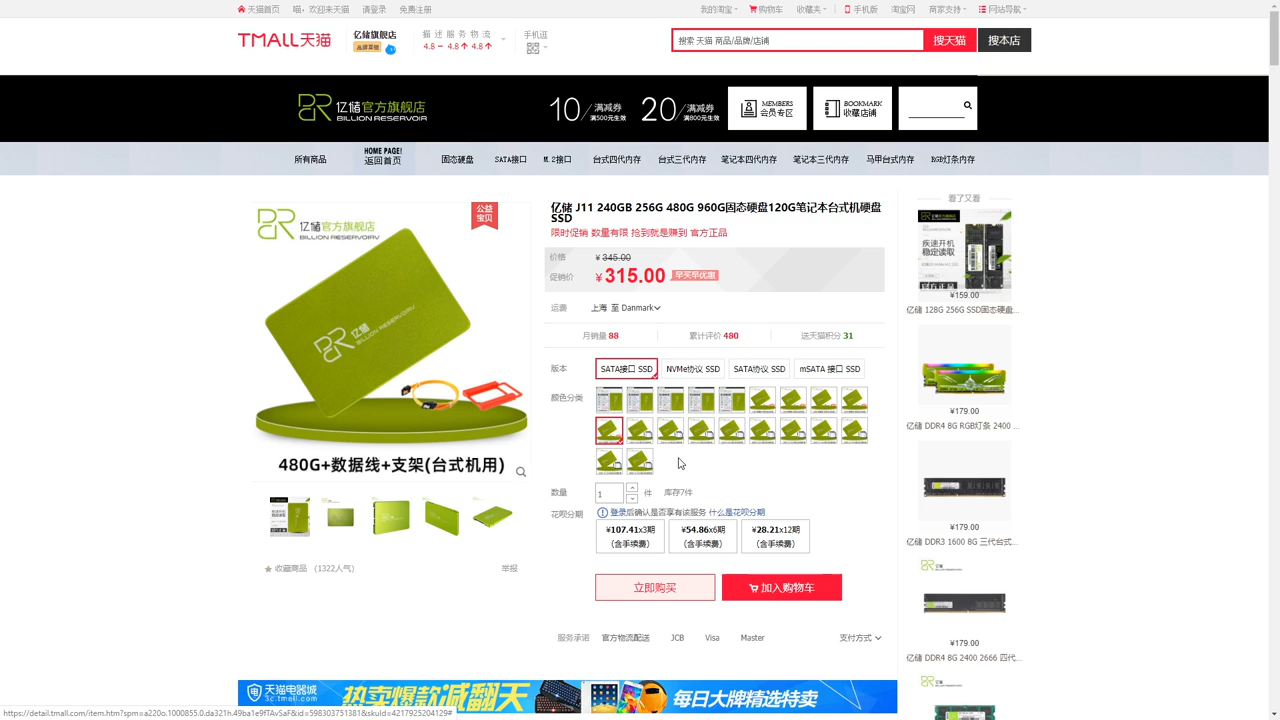 天猫首页 喵，欢迎来天猫 请登录 免费注册 我的淘宝 购物车 收藏夹 手机版 淘宝网 商家支持 网站导航
TMALL天猫 亿储旗舰店 描 述 服 务 物 流 手机逛 搜索 天猫 商品/品牌/店铺 搜天猫 搜本店
4.8 4.8 4.8
亿储官方旗舰店
BILLION RESERVOIR
10 满减券 满500元生效
20 满减券 满800元生效
MEMBERS
会员专区
BOOKMARK
收藏店铺
HOME PAGE!
所有商品 返回首页 固态硬盘 SATA接口 M.2接口 台式四代内存 台式三代内存 笔记本四代内存 笔记本三代内存 马甲台式内存 RGB灯条内存
亿储官方旗舰店
BILLION RESERVOIR
公益
宝贝
BILLION RESERVOIR
480G+数据线+支架(台式机用)
收藏商品 (1322人气) 举报
亿储 J11 240GB 256G 480G 960G固态硬盘120G笔记本台式机硬盘
SSD
限时促销 数量有限 抢到就是赚到 官方正品
价格 ¥ 345.00
促销价 ¥ 315.00 早买早优惠
运费 上海 至 Denmark
月销量 88 累计评价 480 送天猫积分 31
版本 SATA接口 SSD NVMe协议 SSD SATA协议 SSD mSATA 接口 SSD
颜色分类
数量 1 件 库存7件
花呗分期 登录后确认是否享有该服务 什么是花呗分期
¥107.41x3期 ¥54.86x6期 ¥28.21x12期
(含手续费) (含手续费) (含手续费)
立即购买 加入购物车
服务承诺 官方物流配送 JCB Visa Master 支付方式
看了又看
疾速开机
稳定读取
¥159.00
亿储 128G 256G SSD固态硬盘...
¥179.00
亿储 DDR4 8G RGB灯条 2400 ...
¥179.00
亿储 DDR3 1600 8G 三代台式...
¥179.00
亿储 DDR4 8G 2400 2666 四代...
天猫电器城
3c.tmall.com
热卖爆款减翻天
每日大牌精选特卖
https://detail.tmall.com/item.htm?spm=a220o.1000855.0.da321h.49ba1e0fTAvSaF&id=598303751381&skuId=4217925204129#